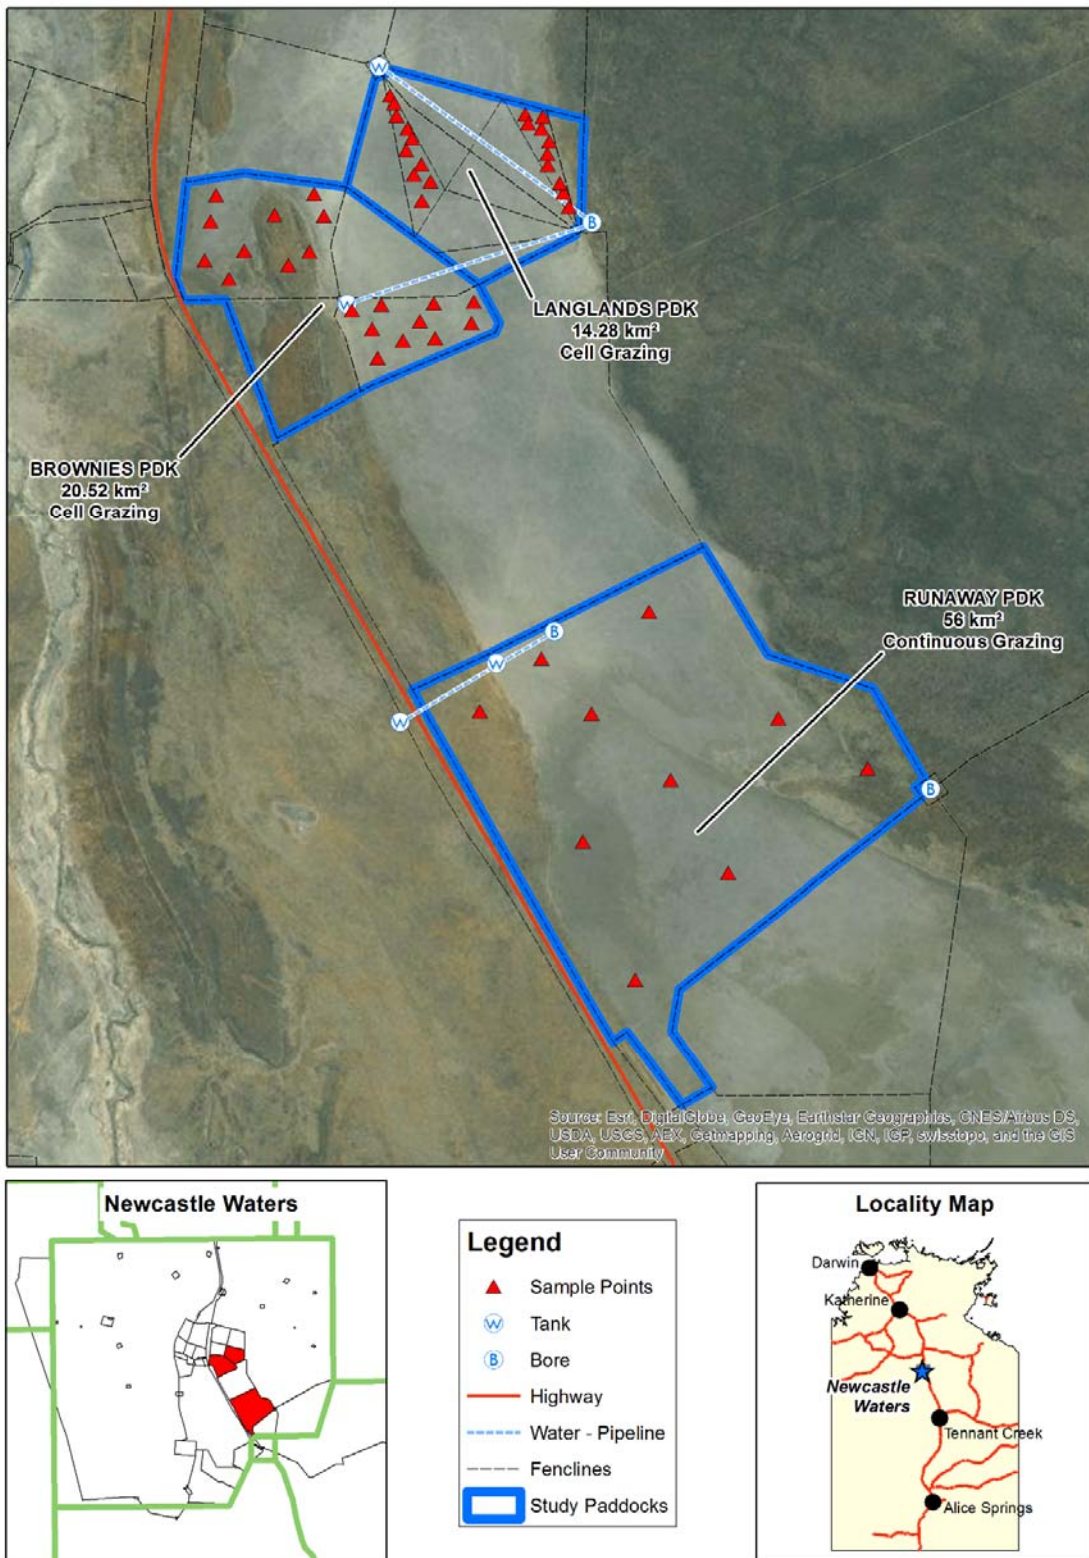 W
B
LANGLANDS PDK
14.28 km²
Cell Grazing
W
BROWNIES PDK
20.52 km²
Cell Grazing
RUNAWAY PDK
56 km²
Continuous Grazing
B
W
W
B
Source: Esri, DigitalGlobe, GeoEye, Earthstar Geographics, CNES/Airbus DS,
USDA, USGS, AEX, Getmapping, Aerogrid, IGN, IGP, swisstopo, and the GIS
User Community
Newcastle Waters
Legend
Sample Points
W Tank
B Bore
Highway
Water - Pipeline
Fenclines
Study Paddocks
Locality Map
Darwin
Katherine
Newcastle
Waters
Tennant Creek
Alice Springs